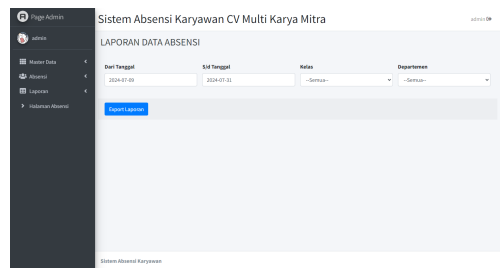 Page Admin
Sistem Absensi Karyawan CV Multi Karya Mitra
admin
admin
LAPORAN DATA ABSENSI
Master Data
Absensi
Laporan
Halaman Absensi
Dari Tanggal
S/d Tanggal
Kelas
Departemen
2024-07-09
2024-07-31
--Semua--
--Semua--
Export Laporan
Sistem Absensi Karyawan